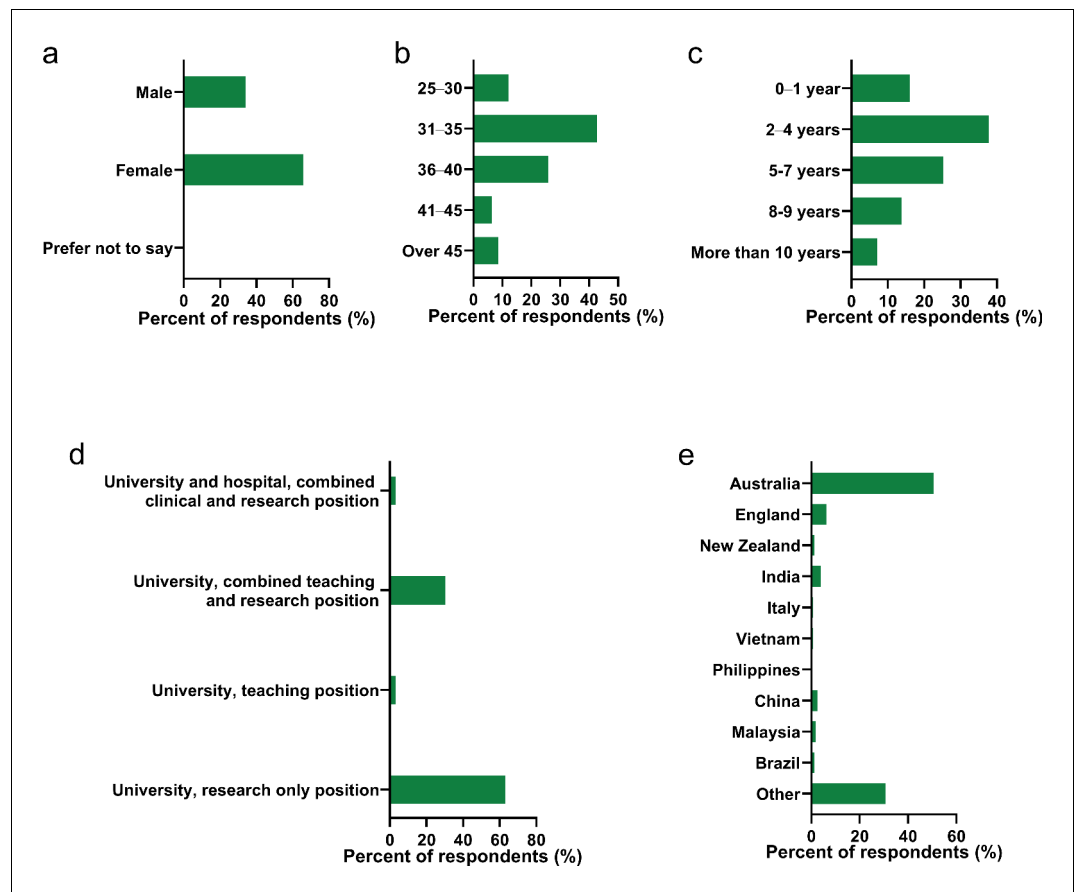 a
Male
Female
Prefer not to say
0 20 40 60 80
Percent of respondents (%)
b
25–30
31–35
36–40
41–45
Over 45
0 10 20 30 40 50
Percent of respondents (%)
c
0–1 year
2–4 years
5-7 years
8-9 years
More than 10 years
0 10 20 30 40
Percent of respondents (%)
d
University and hospital, combined
clinical and research position
University, combined teaching
and research position
University, teaching position
University, research only position
0 20 40 60 80
Percent of respondents (%)
e
Australia
England
New Zealand
India
Italy
Vietnam
Philippines
China
Malaysia
Brazil
Other
0 20 40 60
Percent of respondents (%)